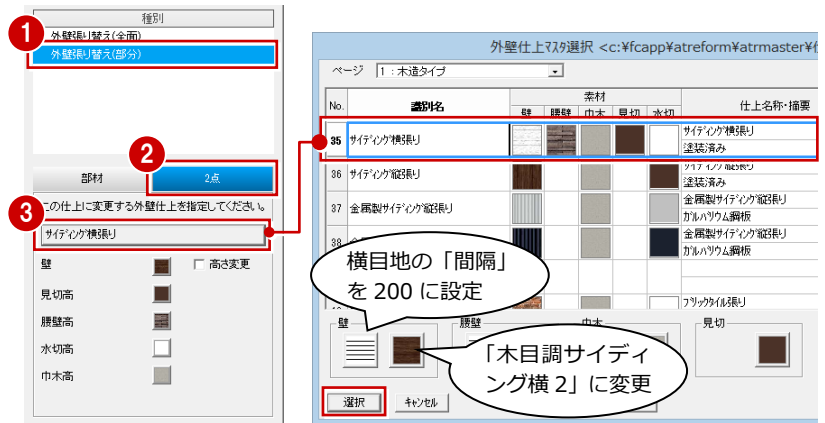 種別
1
外壁張り替え(全面)
外壁張り替え(部分)
2
部材
2点
この仕上に変更する外壁仕上を指定してください。
3
サイディング横張り
壁
高さ変更
見切高
腰壁高
水切高
巾木高
外壁仕上マスタ選択 <c:¥fcapp¥atreform¥atrmaster¥f
ページ
1:木造タイプ
No.
識別名
素材
仕上名称・摘要
壁
腰壁
巾木
見切
水切
35
サイディング横張り
サイディング横張り
塗装済み
36
サイディング縦張り
サイディング縦張り
塗装済み
37
金属製サイディング縦張り
金属製サイディング縦張り
ガルバリウム鋼板
38
金属製サイディング縦張り
ガルバリウム鋼板
ブリックタイル張り
横目地の「間隔」
を 200 に設定
壁
腰壁
巾木
見切
「木目調サイディ
ング横 2」に変更
選択
キャンセル